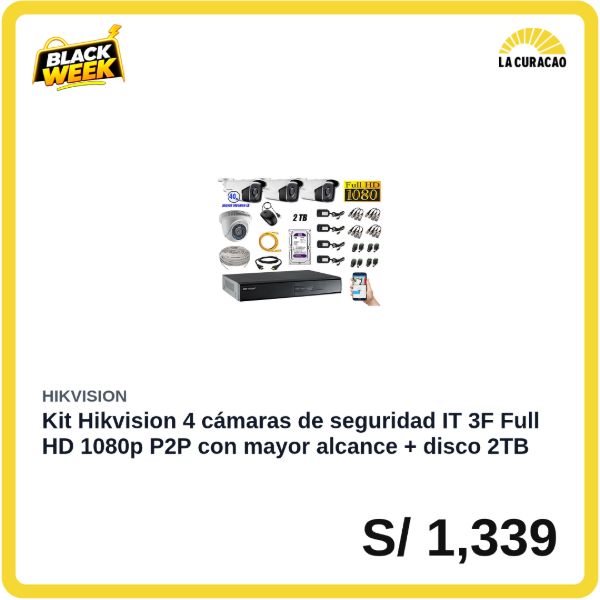 BLACK
WEEK
LA CURACAO
Full HD
1080
2 TB
HIKVISION
Kit Hikvision 4 cámaras de seguridad IT 3F Full
HD 1080p P2P con mayor alcance + disco 2TB
S/ 1,339